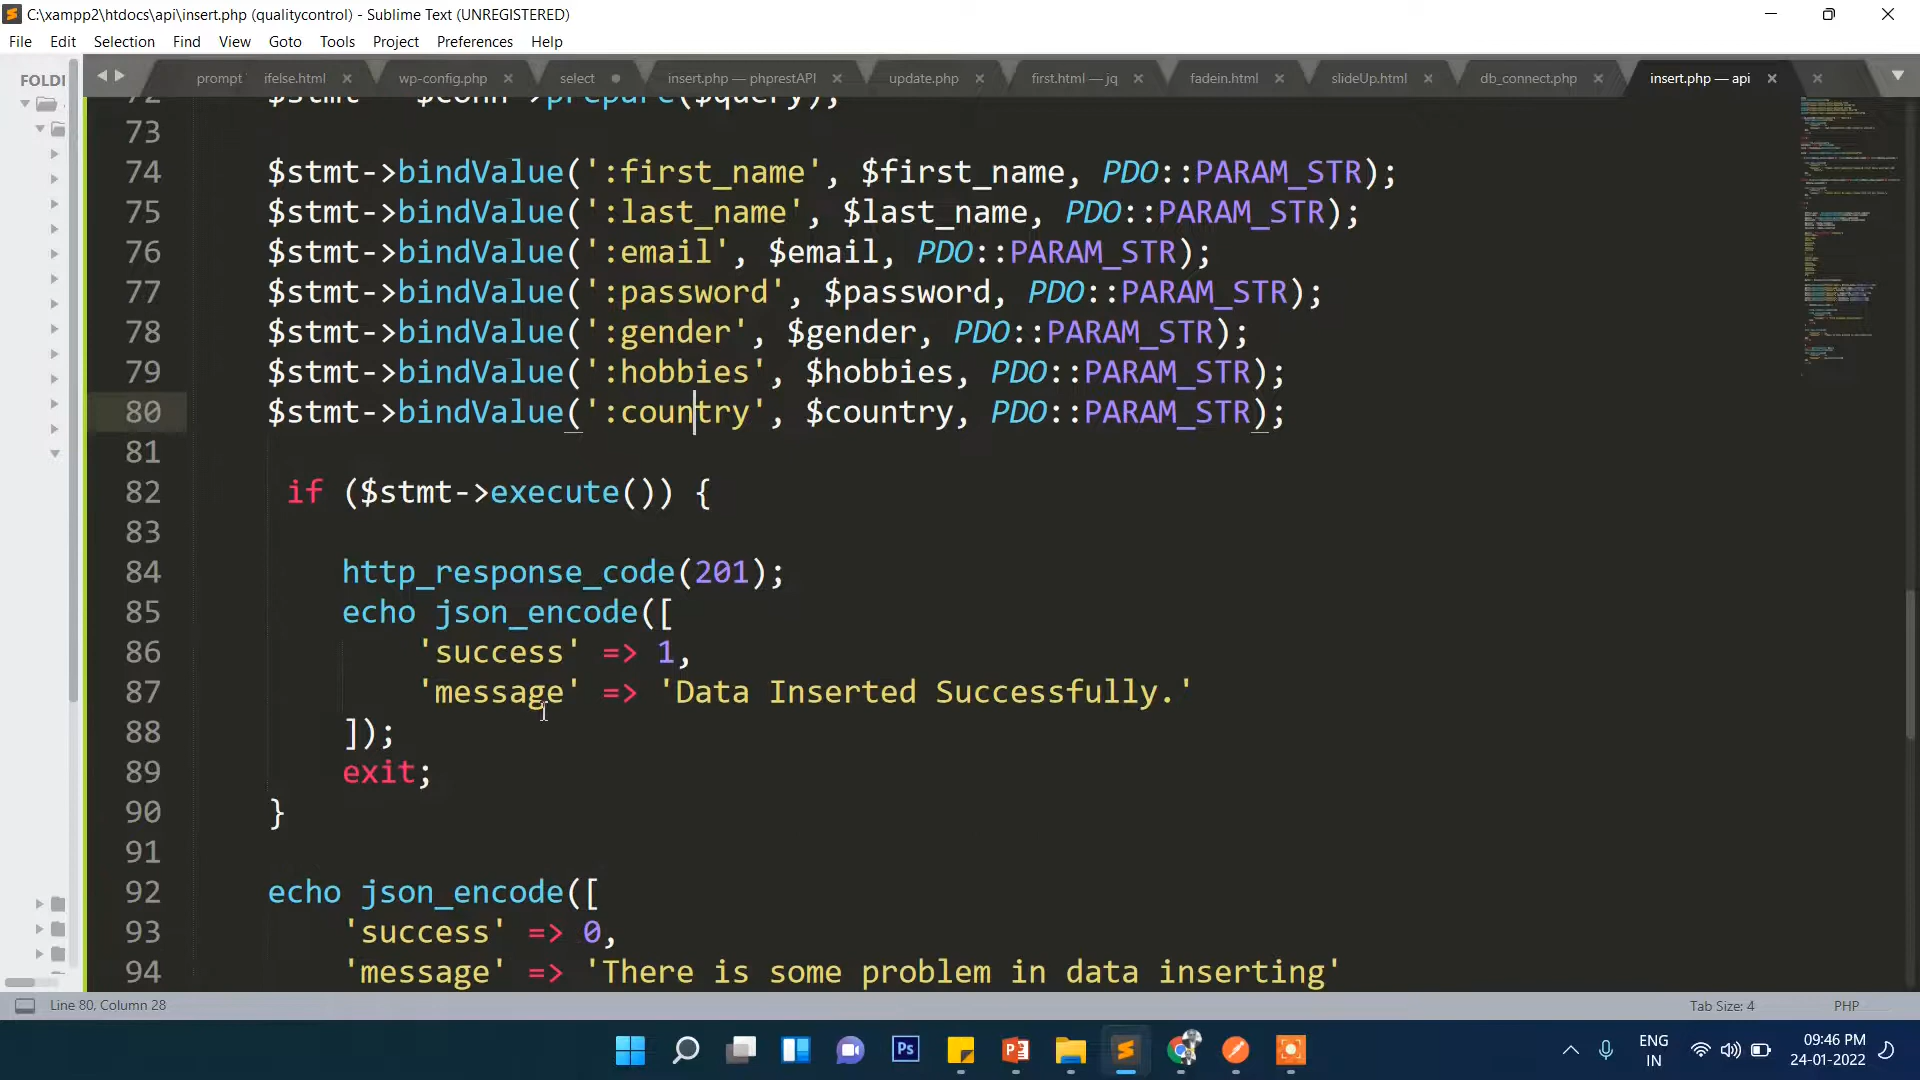 C:\xampp2\htdocs\api\insert.php (qualitycontrol) - Sublime Text (UNREGISTERED)
File Edit Selection Find View Goto Tools Project Preferences Help
FOLDI
prompt ifelse.html wp-config.php select insert.php — phprestAPI update.php first.html — jq fadein.html slideUp.html db_connect.php insert.php — api
72 $stmt = $conn->prepare($query);
73
74 $stmt->bindValue(':first_name', $first_name, PDO::PARAM_STR);
75 $stmt->bindValue(':last_name', $last_name, PDO::PARAM_STR);
76 $stmt->bindValue(':email', $email, PDO::PARAM_STR);
77 $stmt->bindValue(':password', $password, PDO::PARAM_STR);
78 $stmt->bindValue(':gender', $gender, PDO::PARAM_STR);
79 $stmt->bindValue(':hobbies', $hobbies, PDO::PARAM_STR);
80 $stmt->bindValue(':country', $country, PDO::PARAM_STR);
81
82 if ($stmt->execute()) {
83
84 http_response_code(201);
85 echo json_encode([
86 'success' => 1,
87 'message' => 'Data Inserted Successfully.'
88 ]);
89 exit;
90 }
91
92 echo json_encode([
93 'success' => 0,
94 'message' => 'There is some problem in data inserting'
Line 80, Column 28 Tab Size: 4 PHP
Ps
ENG
IN
09:46 PM
24-01-2022